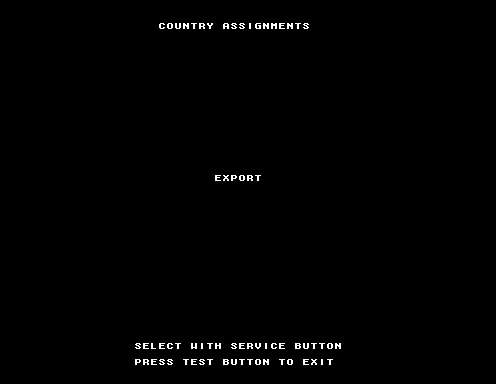 COUNTRY ASSIGNMENTS
EXPORT
SELECT WITH SERVICE BUTTON
PRESS TEST BUTTON TO EXIT